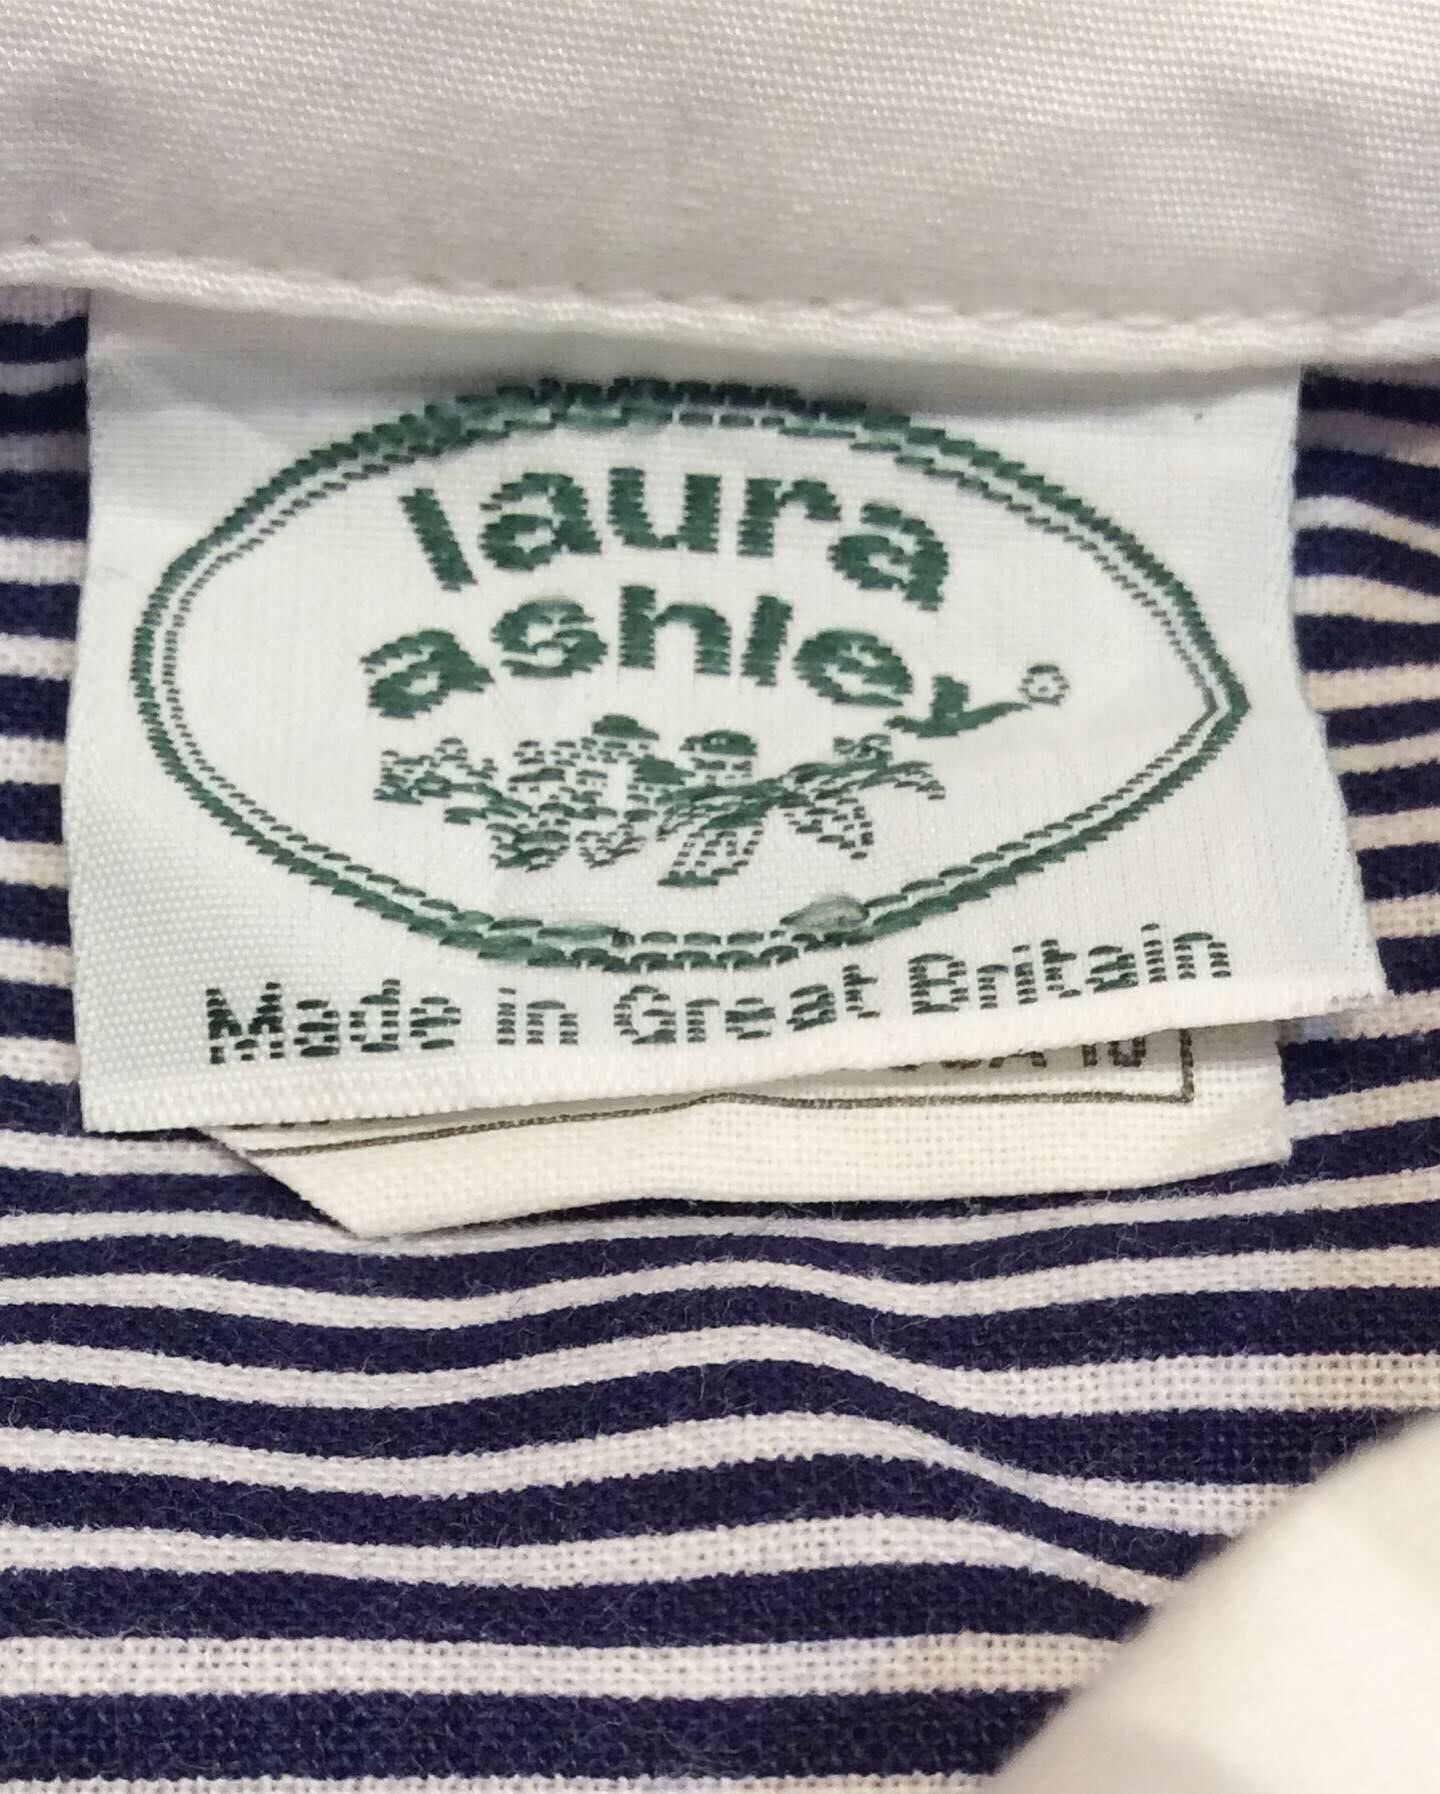 laura
ashley®
Made in Great Britain